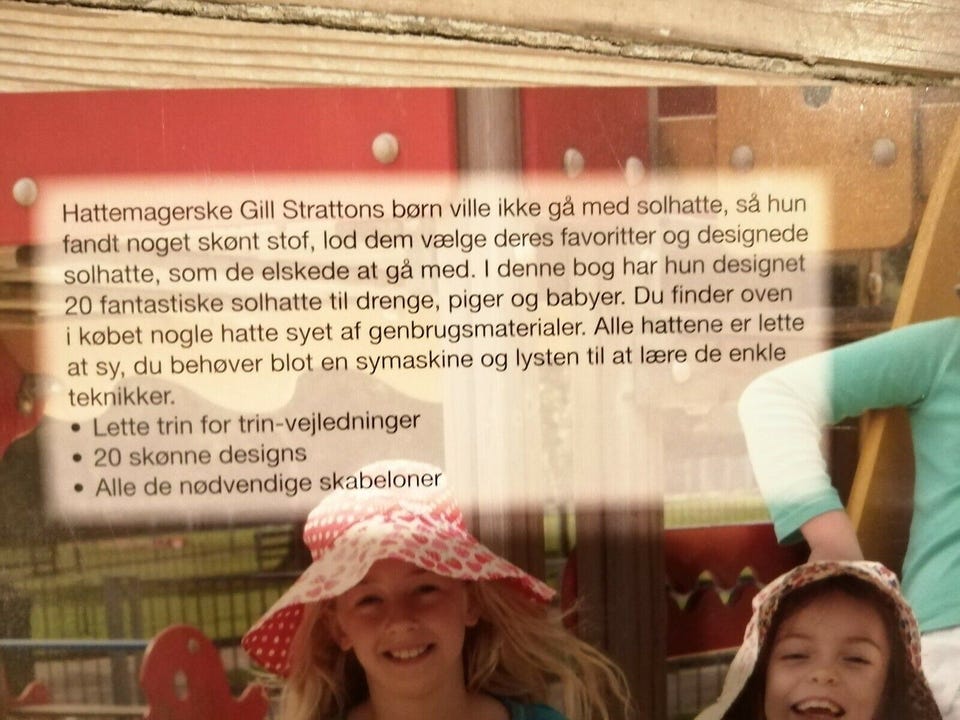 Hattemagerske Gill Strattons børn ville ikke gå med solhatte, så hun
fandt noget skønt stof, lod dem vælge deres favoritter og designede
solhatte, som de elskede at gå med. I denne bog har hun designet
20 fantastiske solhatte til drenge, piger og babyer. Du finder oven
i købet nogle hatte syet af genbrugsmaterialer. Alle hattene er lette
at sy, du behøver blot en symaskine og lysten til at lære de enkle
teknikker.
• Lette trin for trin-vejledninger
• 20 skønne designs
• Alle de nødvendige skabeloner